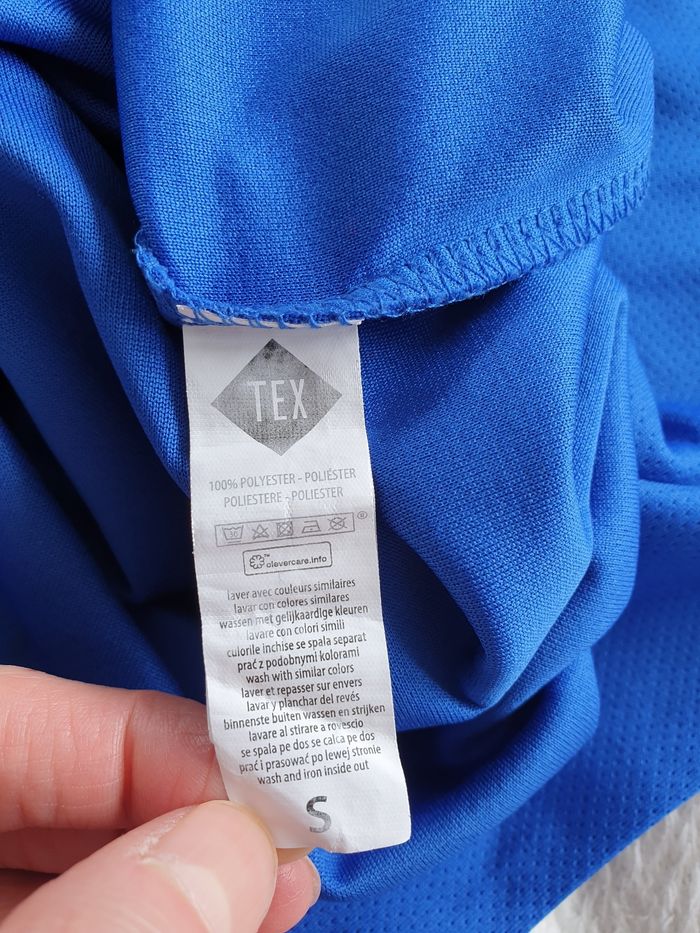 TEX
100% POLYESTER - POLIÉSTER
POLIESTERE - POLIESTER
30
®
™ clevercare.info
laver avec couleurs similaires
lavar con colores similares
wassen met gelijkaardige kleuren
lavare con colori simili
culorile inchise se spala separat
prać z podobnymi kolorami
wash with similar colors
laver et repasser sur envers
lavar y planchar del revés
binnenste buiten wassen en strijken
lavare al stirare a rovescio
se spala pe dos se calca pe dos
prać i prasować po lewej stronie
wash and iron inside out
S